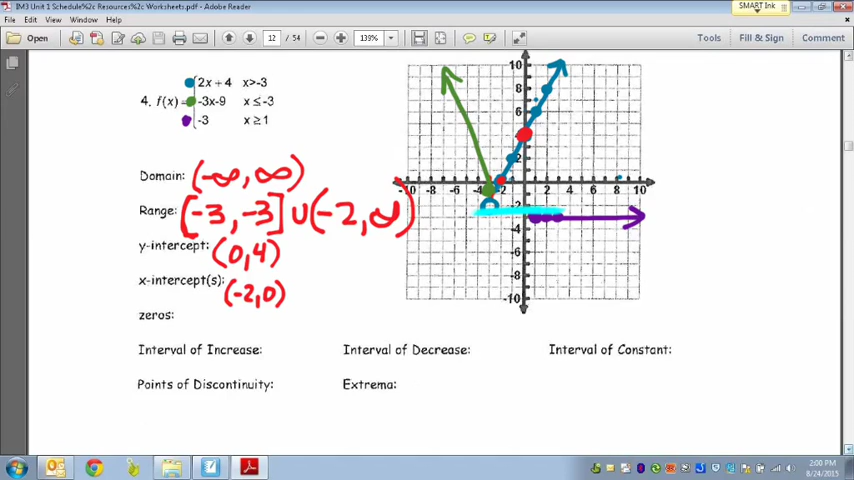 IM3 Unit 1 Schedule%2c Resources%2c Worksheets.pdf - Adobe Reader
SMART Ink
File Edit View Window Help
Open 12 / 54 139% Tools Fill & Sign Comment
2x + 4 x>-3
4. f(x) = -3x-9 x ≤ -3
-3 x ≥ 1
Domain: (-∞, ∞)
Range: [-3, -3] ∪ (-2, ∞)
y-intercept: (0,4)
x-intercept(s): (-2,0)
zeros:
Interval of Increase: Interval of Decrease: Interval of Constant:
Points of Discontinuity: Extrema:
10
8
6
2
-10 -8 -6 -4 -2 2 4 6 8 10
-4
-6
-8
-10
2:00 PM
8/24/2015